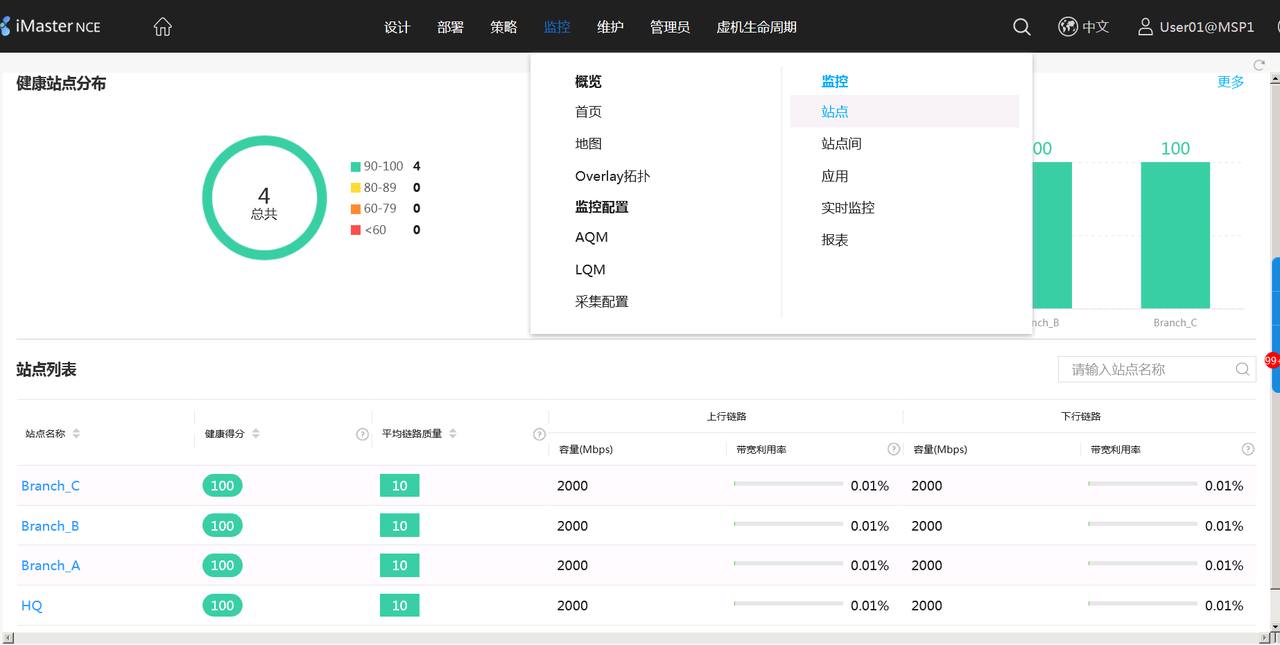 iMaster NCE
设计 部署 策略 监控 维护 管理员 虚机生命周期
中文 User01@MSP1
健康站点分布
更多
4
总共
90-100 4
80-89 0
60-79 0
<60 0
概览
首页
地图
Overlay拓扑
监控配置
AQM
LQM
采集配置
监控
站点
站点间
应用
实时监控
报表
00 100
nch_B Branch_C
99+
站点列表
请输入站点名称
站点名称 健康得分 平均链路质量 上行链路 下行链路
容量(Mbps) 带宽利用率 容量(Mbps) 带宽利用率
Branch_C 100 10 2000 0.01% 2000 0.01%
Branch_B 100 10 2000 0.01% 2000 0.01%
Branch_A 100 10 2000 0.01% 2000 0.01%
HQ 100 10 2000 0.01% 2000 0.01%